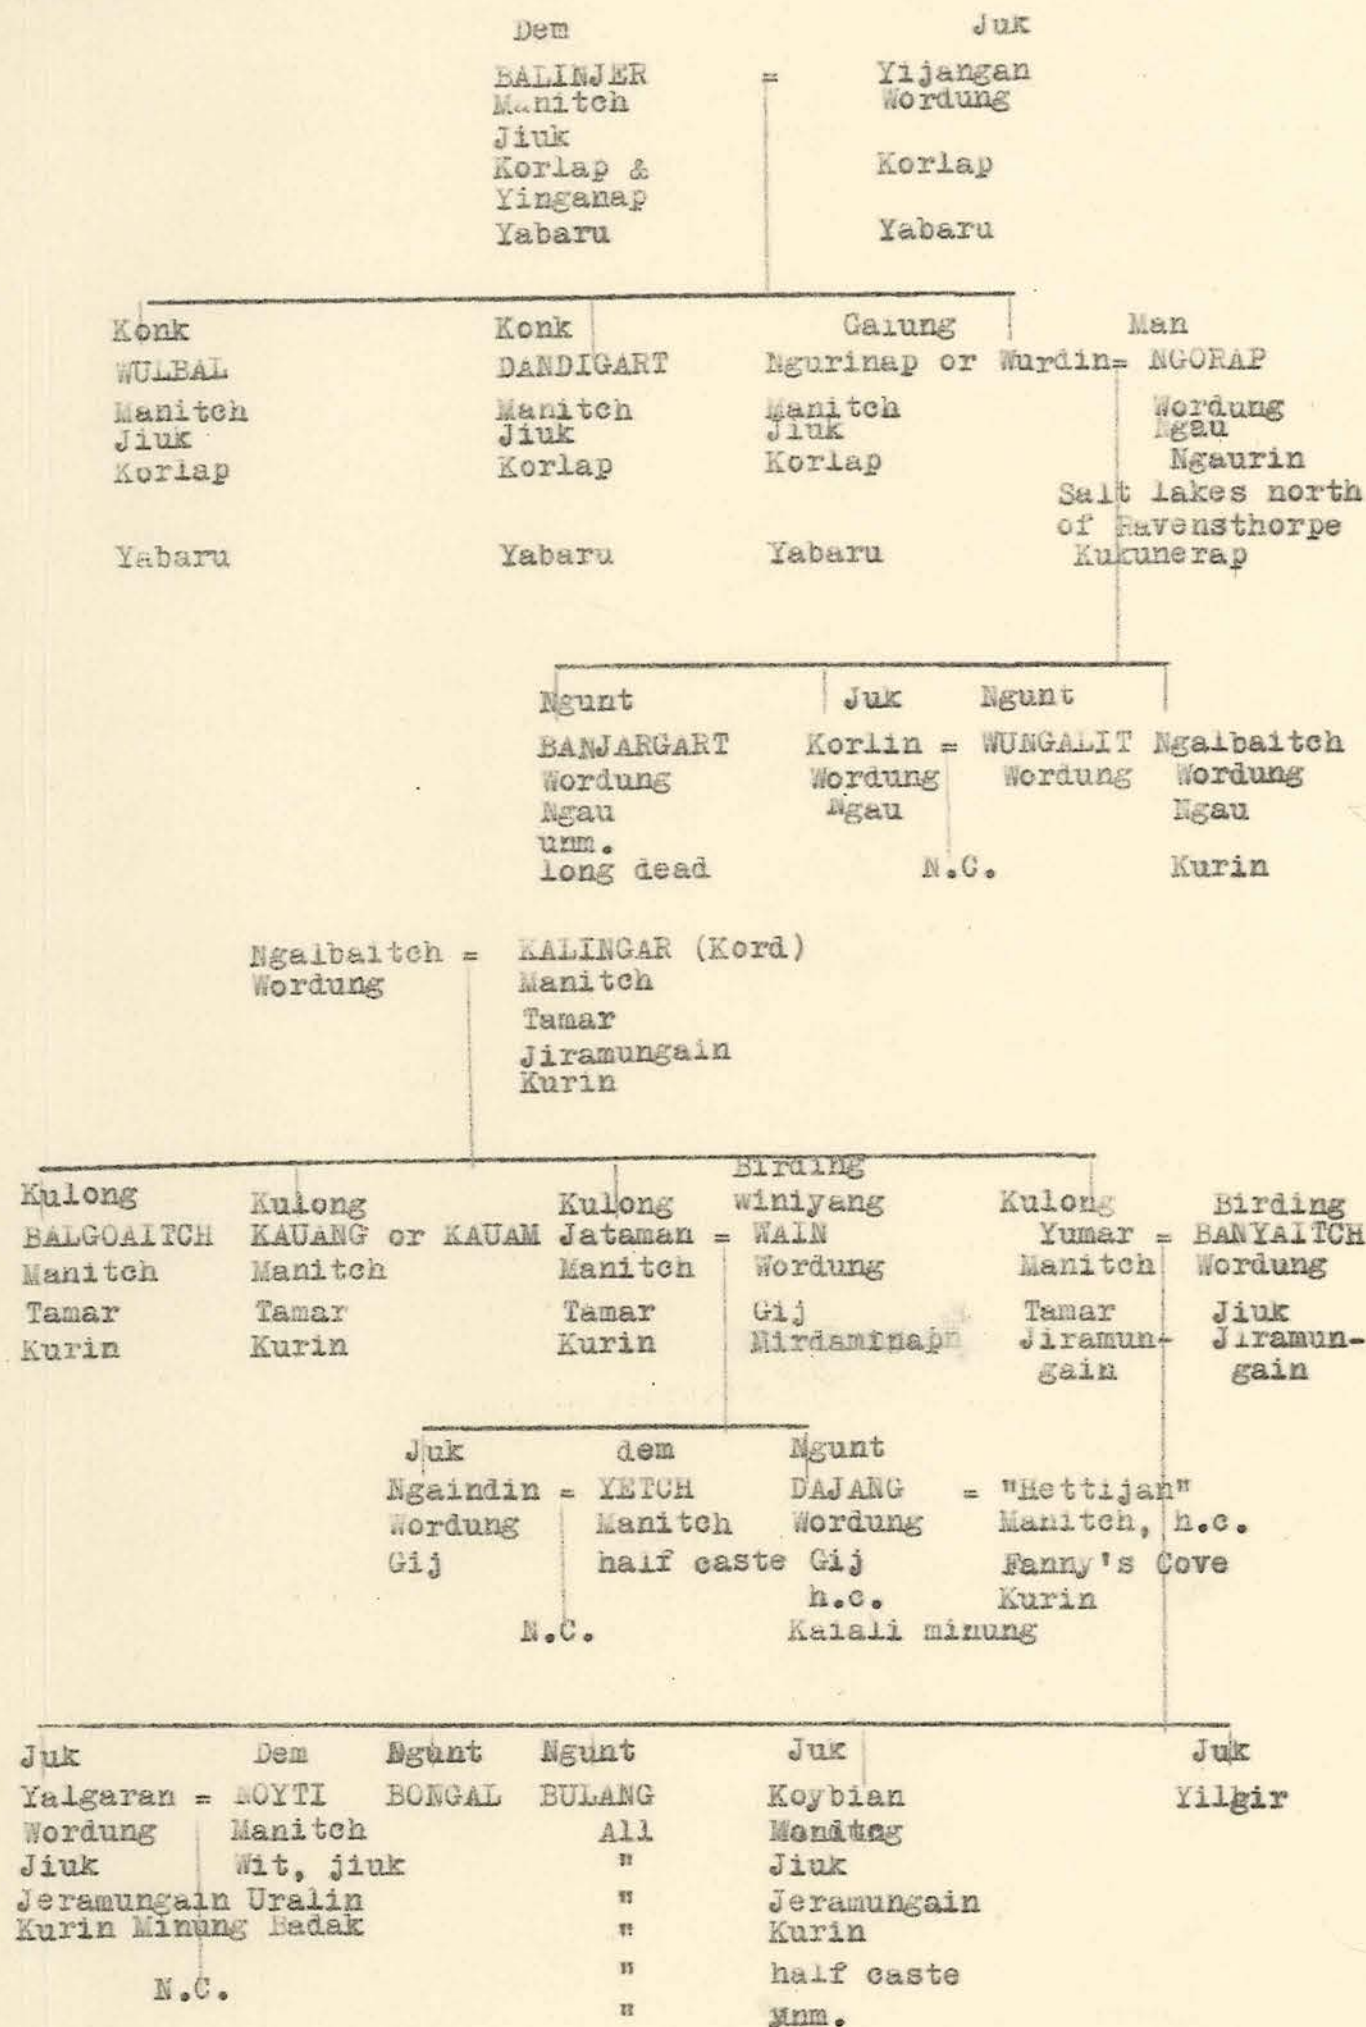 Dem Juk
BALINJER = Yijangan
Manitch Wordung
Jiuk
Korlap & Korlap
Yinganap
Yabaru Yabaru
Konk Konk Galung Man
WULBAL DANDIGART Ngurinap or Wurdin = NGORAP
Manitch Manitch Manitch Wordung
Jiuk Jiuk Jiuk Ngau
Korlap Korlap Korlap Ngaurin
Salt lakes north
of Ravensthorpe
Yabaru Yabaru Yabaru Kukunerap
Ngunt Juk Ngunt
BANJARGART Korlin = WUNGALIT Ngalbaitch
Wordung Wordung Wordung Wordung
Ngau Ngau Ngau
unm.
long dead N.C. Kurin
Ngalbaitch = KALINGAR (Kord)
Wordung Manitch
Tamar
Jiramungain
Kurin
Birding
Kulong Kulong Kulong winiyang Kulong Birding
BALGOAITCH KAUANG or KAUAM Jataman = WAIN Yumar = BANYAITCH
Manitch Manitch Manitch Wordung Manitch Wordung
Tamar Tamar Tamar Gij Tamar Jiuk
Kurin Kurin Kurin Jiramun- Jiramun-
gain gain
Juk dem Ngunt
Ngaindin = YETCH DAJANG = "Hettijan"
Wordung Manitch Wordung Manitch, h.c.
Gij half caste Gij Fanny's Cove
h.c. Kurin
N.C. Kaiali minung
Juk Dem Ngunt Ngunt Juk Juk
Yalgaran = NOYTI BONGAL BULANG Koybian Yilgir
Wordung Manitch All
Jiuk Wit, jiuk " Jiuk
Jeramungain Uralin " Jeramungain
Kurin Minung Badak " Kurin
N.C. " half caste
" unm.